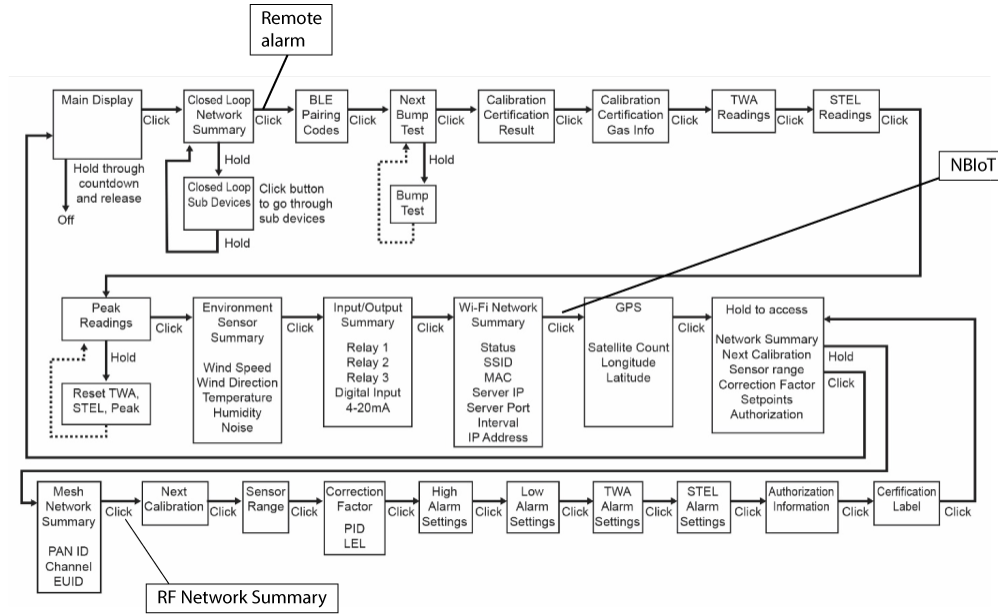 Remote
alarm
Main Display
Click
Closed Loop
Network
Summary
Click
BLE
Pairing
Codes
Click
Next
Bump
Test
Click
Calibration
Certification
Result
Click
Calibration
Certification
Gas Info
Click
TWA
Readings
Click
STEL
Readings
Click
Hold through
countdown
and release
Off
Hold
Closed Loop
Sub Devices
Click button
to go through
sub devices
Hold
Hold
Bump
Test
NBIoT
Peak
Readings
Click
Hold
Reset TWA,
STEL, Peak
Environment
Sensor
Summary
Wind Speed
Wind Direction
Temperature
Humidity
Noise
Click
Input/Output
Summary
Relay 1
Relay 2
Relay 3
Digital Input
4-20mA
Click
Wi-Fi Network
Summary
Status
SSID
MAC
Server IP
Server Port
Interval
IP Address
Click
GPS
Satellite Count
Longitude
Latitude
Click
Hold to access
Network Summary
Next Calibration
Sensor range
Correction Factor
Setpoints
Authorization
Hold
Click
Mesh
Network
Summary
PAN ID
Channel
EUID
Click
Next
Calibration
Click
Sensor
Range
Click
Correction
Factor
PID
LEL
Click
High
Alarm
Settings
Click
Low
Alarm
Settings
Click
TWA
Alarm
Settings
Click
STEL
Alarm
Settings
Click
Authorization
Information
Click
Cerfification
Label
Click
RF Network Summary